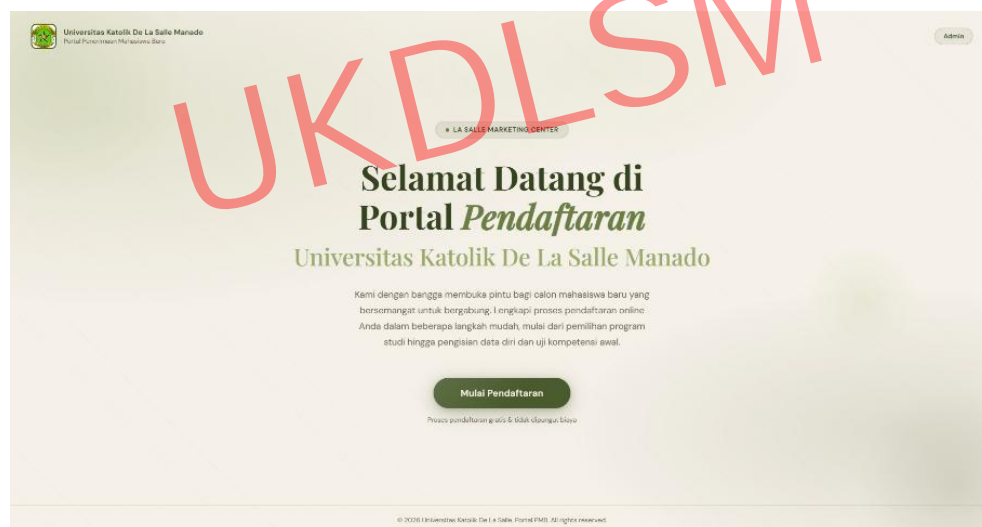 Universitas Katolik De La Salle Manado
Portal Penerimaan Mahasiswa Baru
Admin
UKDLSM
LA SALLE MARKETING CENTER
Selamat Datang di
Portal Pendaftaran
Universitas Katolik De La Salle Manado
Kami dengan bangga membuka pintu bagi calon mahasiswa baru yang
bersemangat untuk bergabung. Lengkapi proses pendaftaran online
Anda dalam beberapa langkah mudah, mulai dari pemilihan program
studi hingga pengisian data diri dan uji kompetensi awal.
Mulai Pendaftaran
Proses pendaftaran gratis & tidak dipungut biaya
© 2026 Universitas Katolik De La Salle. Portal PMB. All rights reserved.